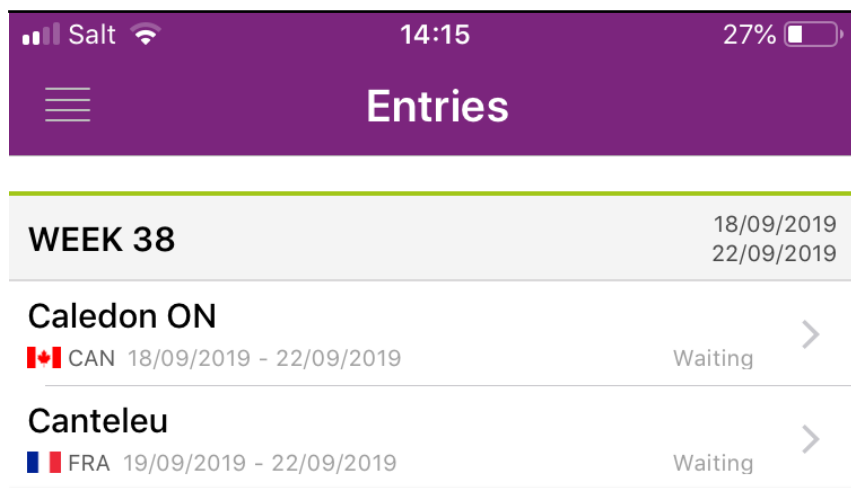 Salt 14:15 27%
Entries
WEEK 38 18/09/2019
22/09/2019
Caledon ON
CAN 18/09/2019 - 22/09/2019 Waiting
Canteleu
FRA 19/09/2019 - 22/09/2019 Waiting